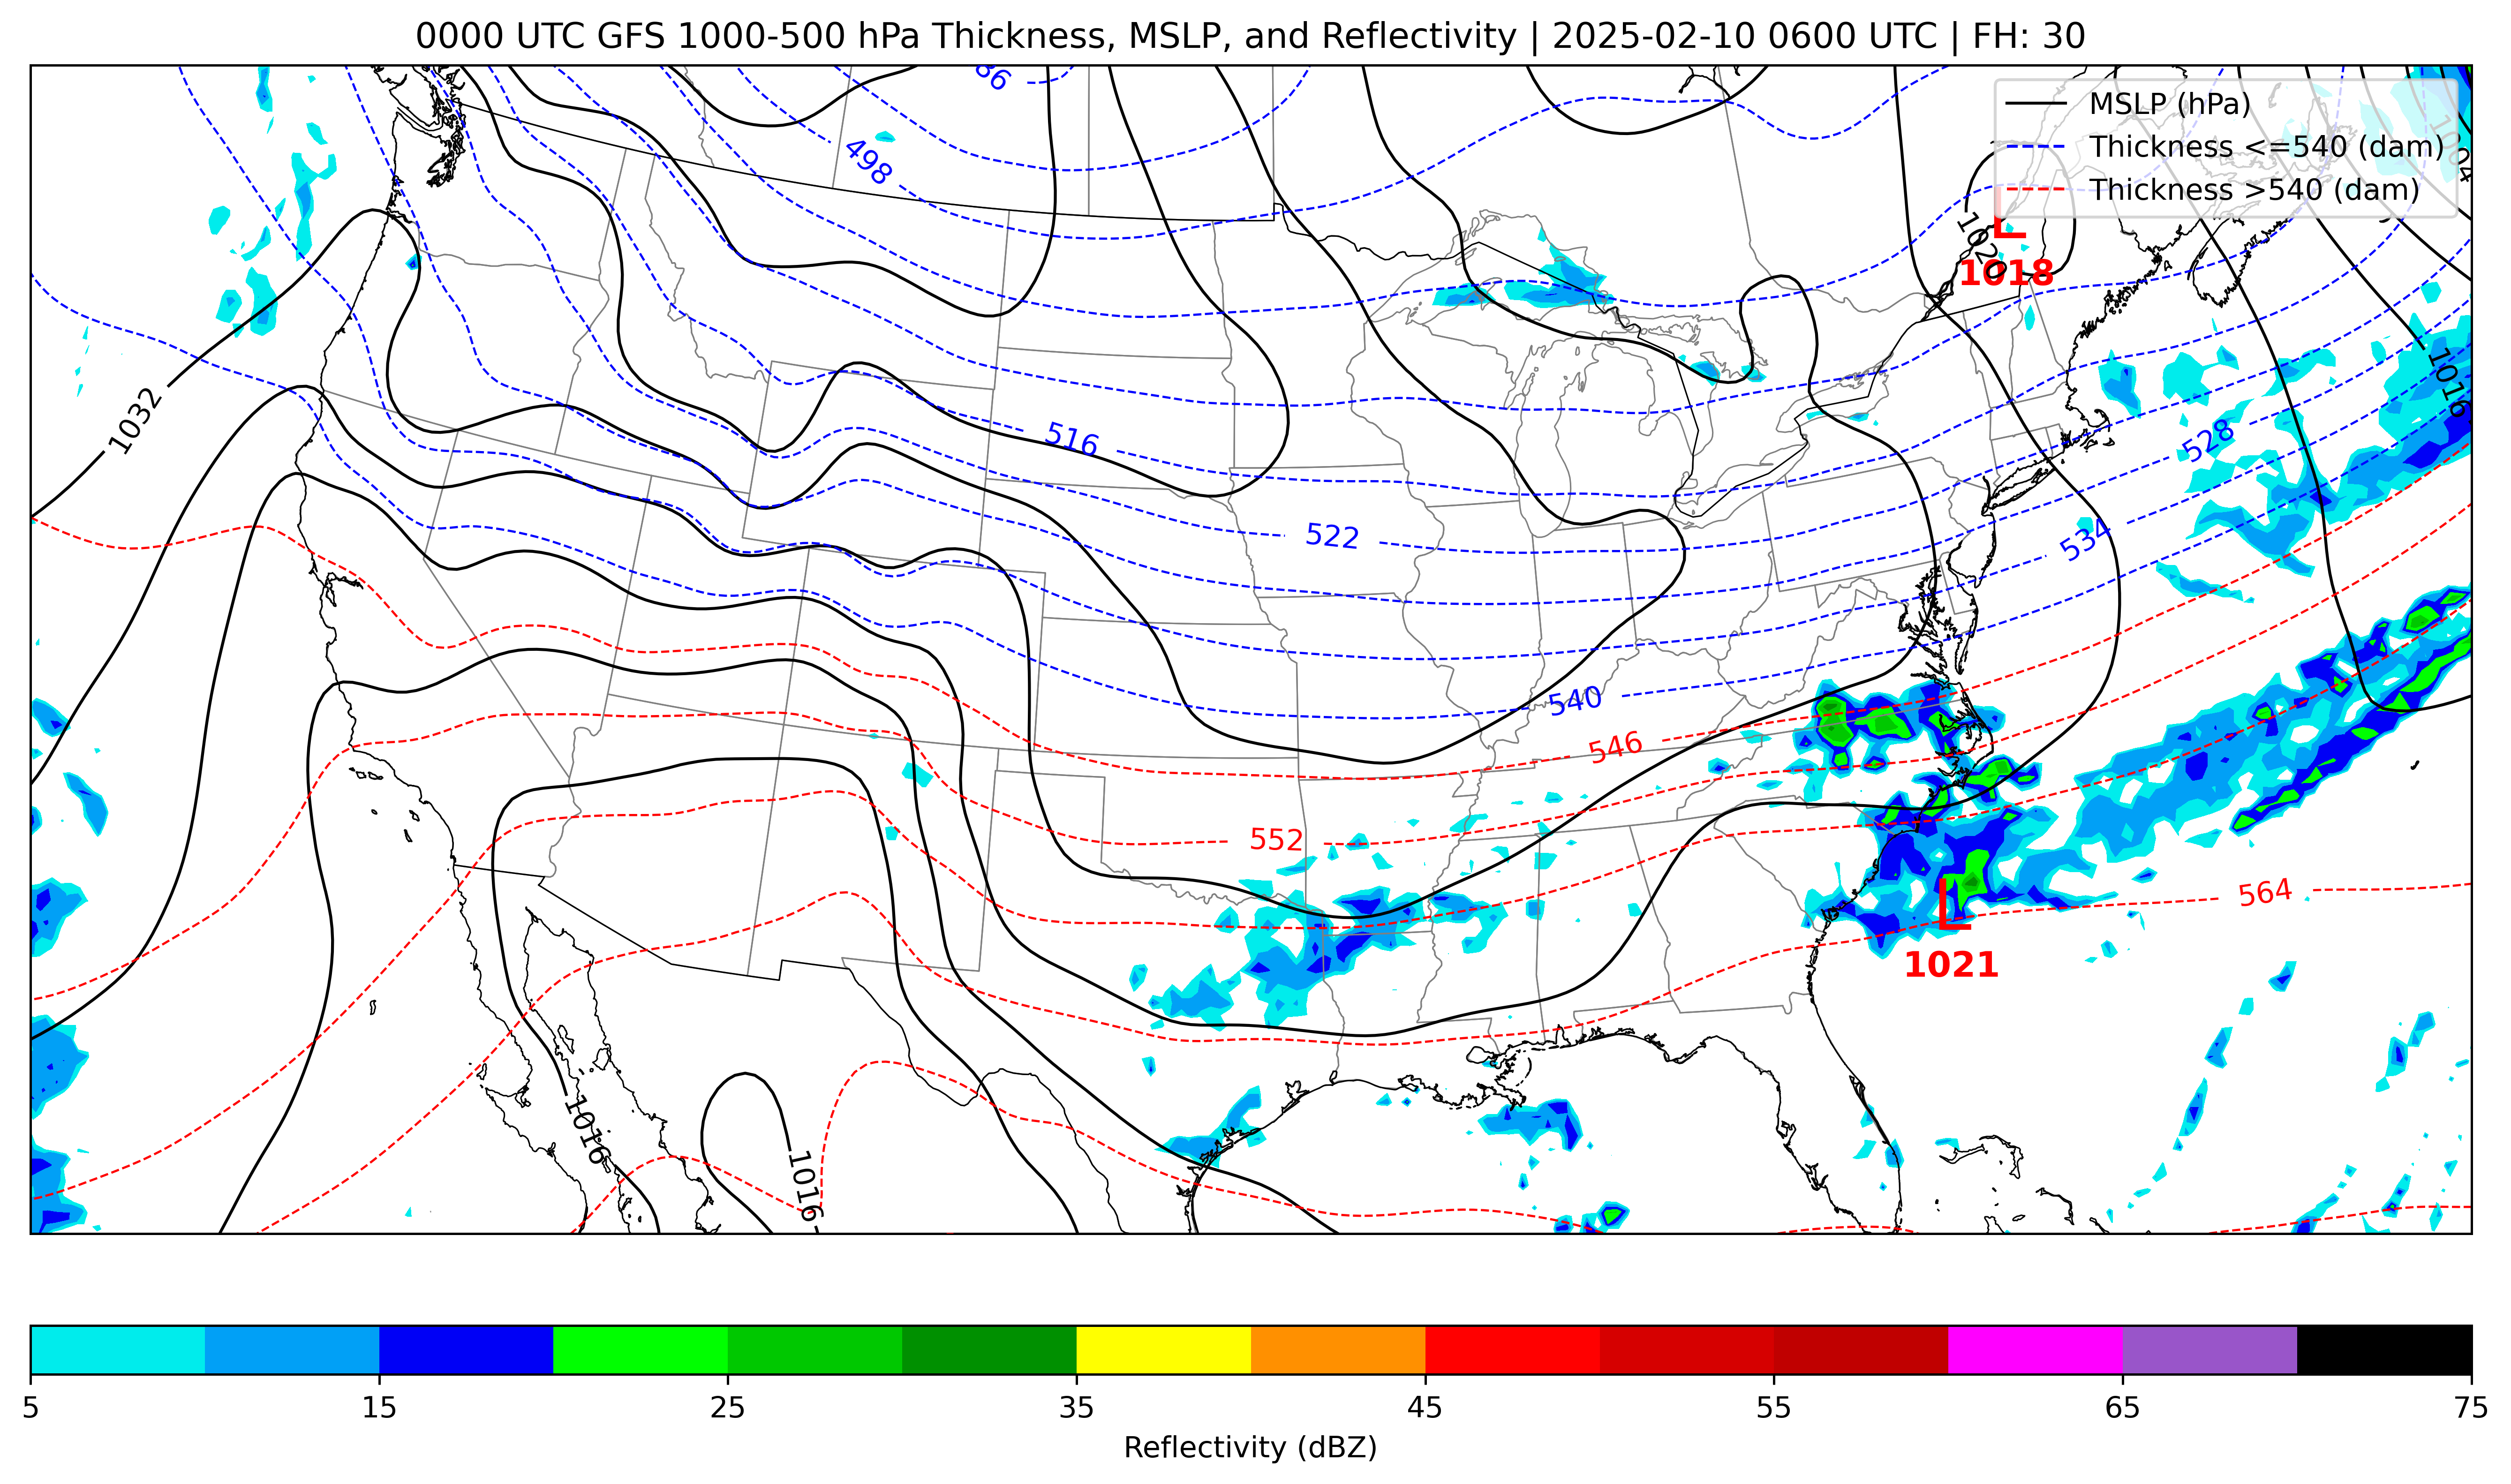 0000 UTC GFS 1000-500 hPa Thickness, MSLP, and Reflectivity | 2025-02-10 0600 UTC | FH: 30
MSLP (hPa)
Thickness <=540 (dam)
Thickness >540 (dam)
498
1004
1020
L
1018
1032
1016
516
528
522
534
540
546
552
564
L
1021
1016
1016
5 15 25 35 45 55 65 75
Reflectivity (dBZ)